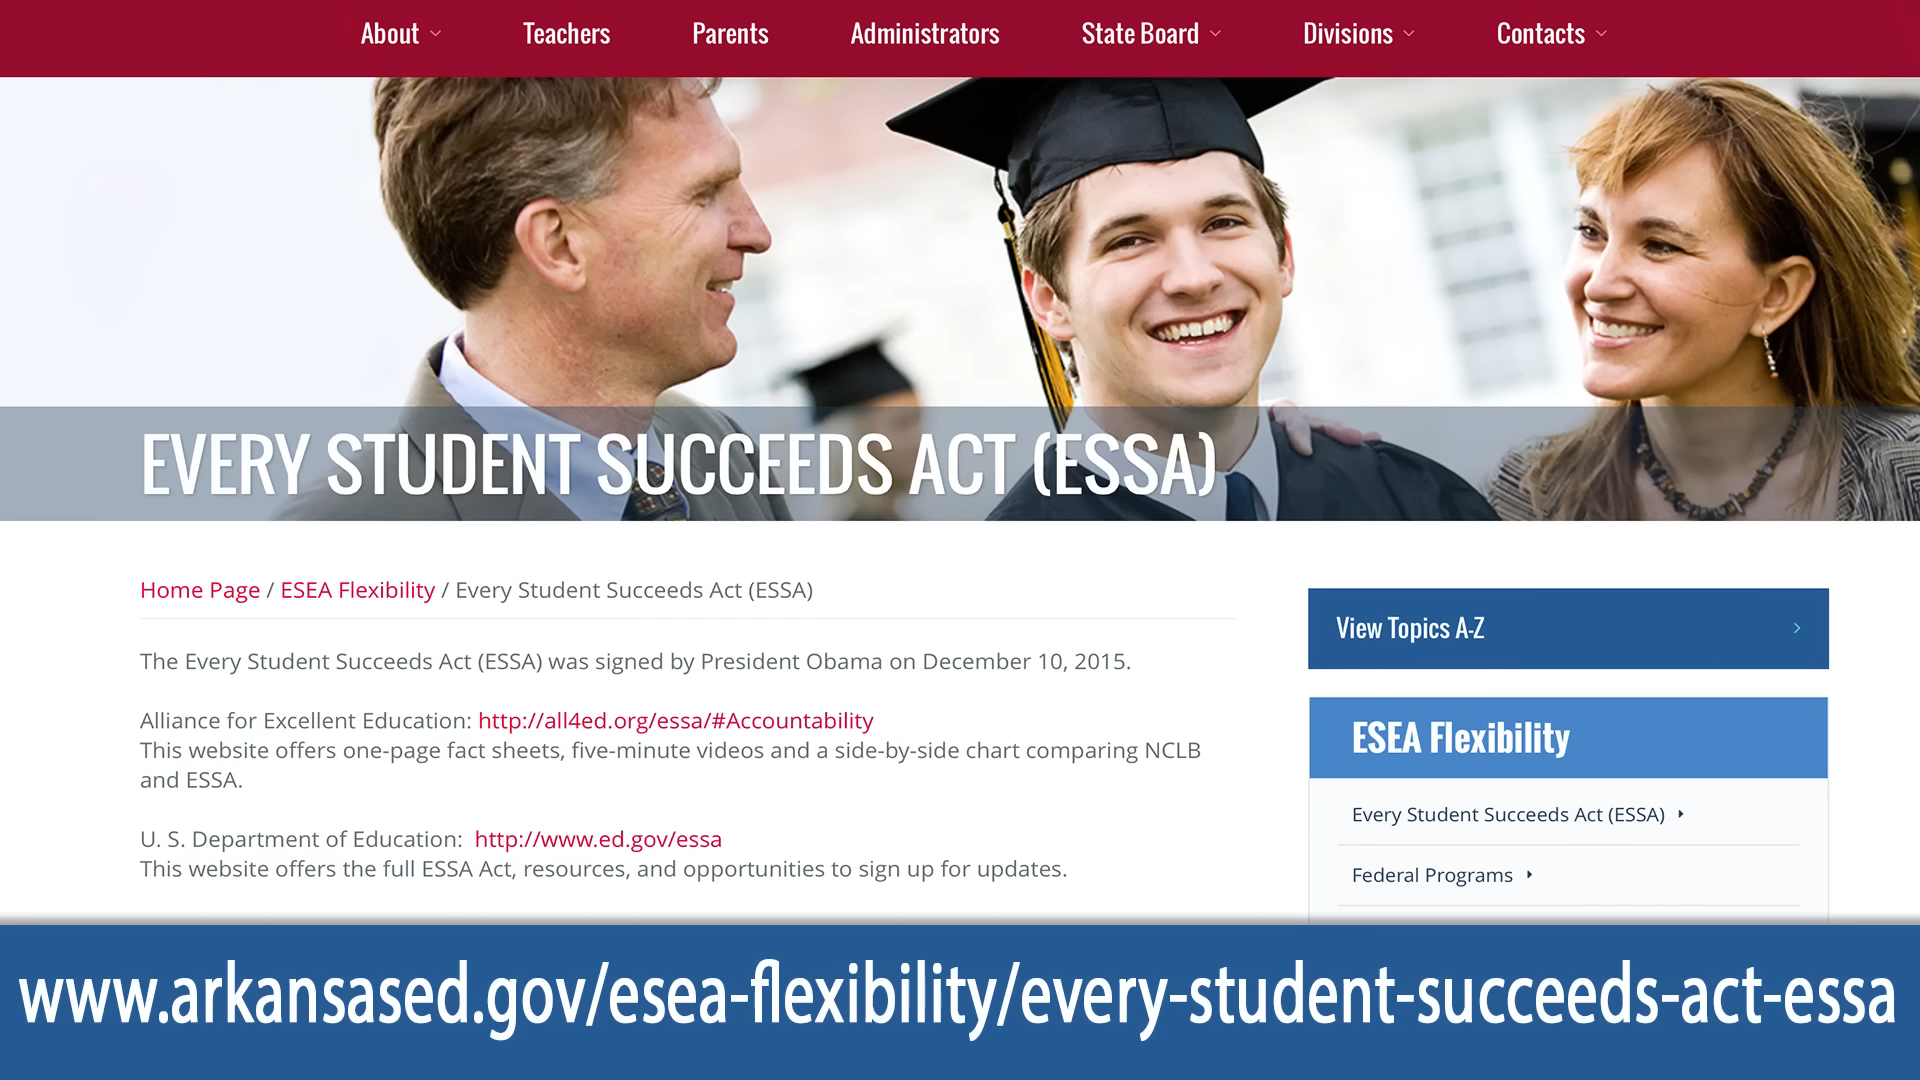 About Teachers Parents Administrators State Board Divisions Contacts
EVERY STUDENT SUCCEEDS ACT (ESSA)
Home Page / ESEA Flexibility / Every Student Succeeds Act (ESSA)
The Every Student Succeeds Act (ESSA) was signed by President Obama on December 10, 2015.
Alliance for Excellent Education: http://all4ed.org/essa/#Accountability
This website offers one-page fact sheets, five-minute videos and a side-by-side chart comparing NCLB
and ESSA.
U. S. Department of Education: http://www.ed.gov/essa
This website offers the full ESSA Act, resources, and opportunities to sign up for updates.
View Topics A-Z
ESEA Flexibility
Every Student Succeeds Act (ESSA)
Federal Programs
www.arkansased.gov/esea-flexibility/every-student-succeeds-act-essa